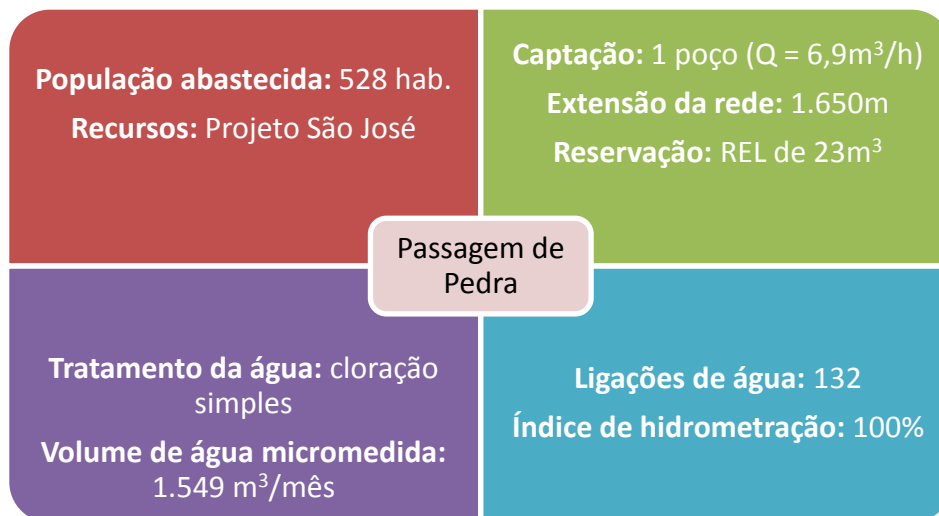 População abastecida: 528 hab.
Recursos: Projeto São José
Captação: 1 poço (Q = 6,9m³/h)
Extensão da rede: 1.650m
Reservação: REL de 23m³
Passagem de
Pedra
Tratamento da água: cloração
simples
Volume de água micromedida:
1.549 m³/mês
Ligações de água: 132
Índice de hidrometração: 100%